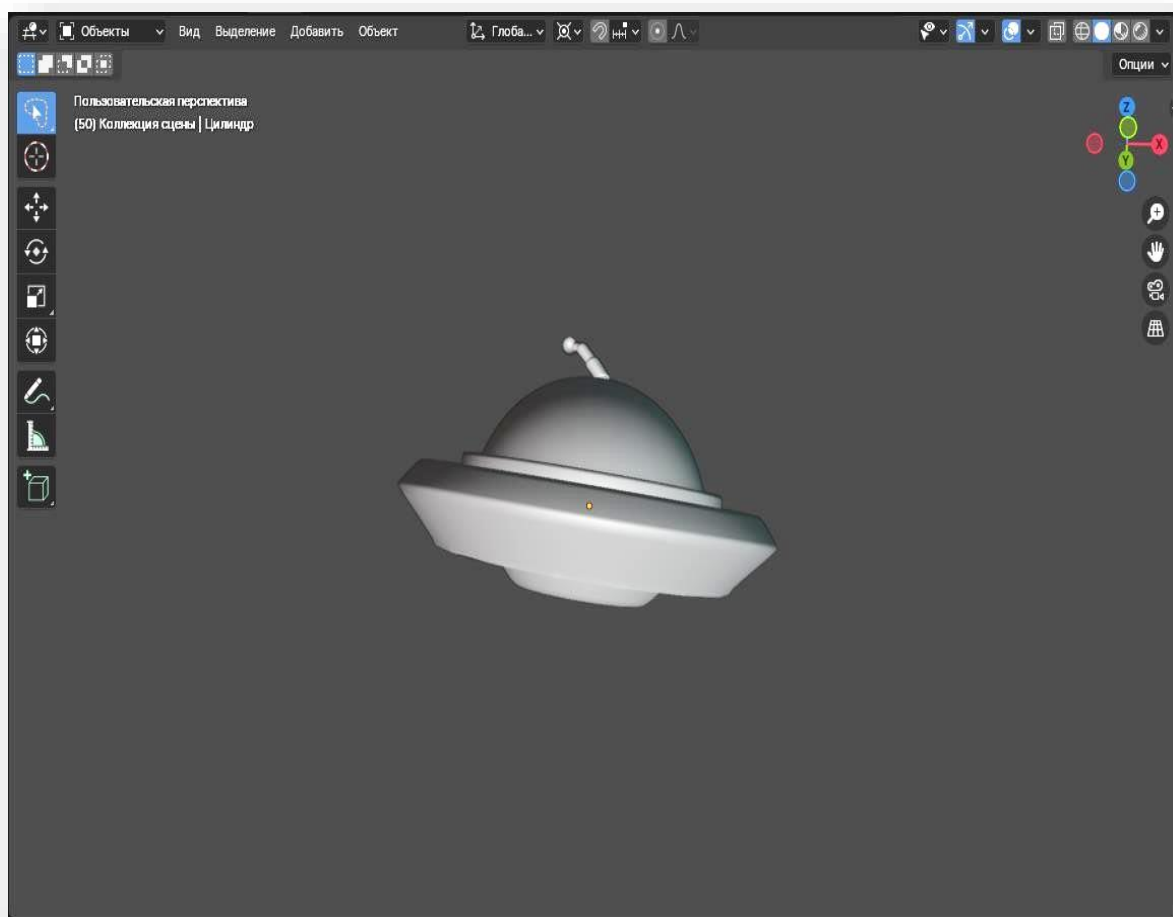 Объекты Вид Выделение Добавить Объект Глоба...
Опции
Пользовательская перспектива
(50) Коллекция сцены | Цилиндр
Z
X
Y